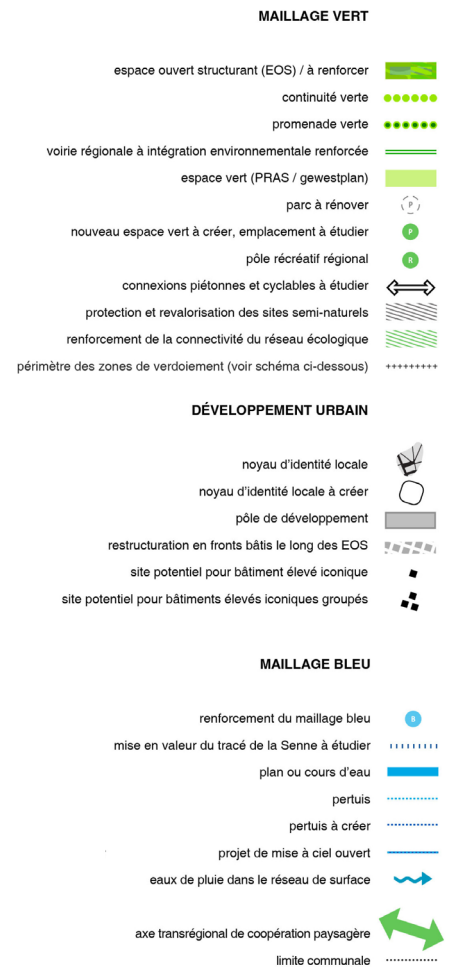 MAILLAGE VERT
espace ouvert structurant (EOS) / à renforcer
continuité verte
promenade verte
voirie régionale à intégration environnementale renforcée
espace vert (PRAS / gewestplan)
parc à rénover P
nouveau espace vert à créer, emplacement à étudier P
pôle récréatif régional R
connexions piétonnes et cyclables à étudier
protection et revalorisation des sites semi-naturels
renforcement de la connectivité du réseau écologique
périmètre des zones de verdoiement (voir schéma ci-dessous)
DÉVELOPPEMENT URBAIN
noyau d'identité locale
noyau d'identité locale à créer
pôle de développement
restructuration en fronts bâtis le long des EOS
site potentiel pour bâtiment élevé iconique
site potentiel pour bâtiments élevés iconiques groupés
MAILLAGE BLEU
renforcement du maillage bleu B
mise en valeur du tracé de la Senne à étudier
plan ou cours d'eau
pertuis
pertuis à créer
projet de mise à ciel ouvert
eaux de pluie dans le réseau de surface
axe transrégional de coopération paysagère
limite communale